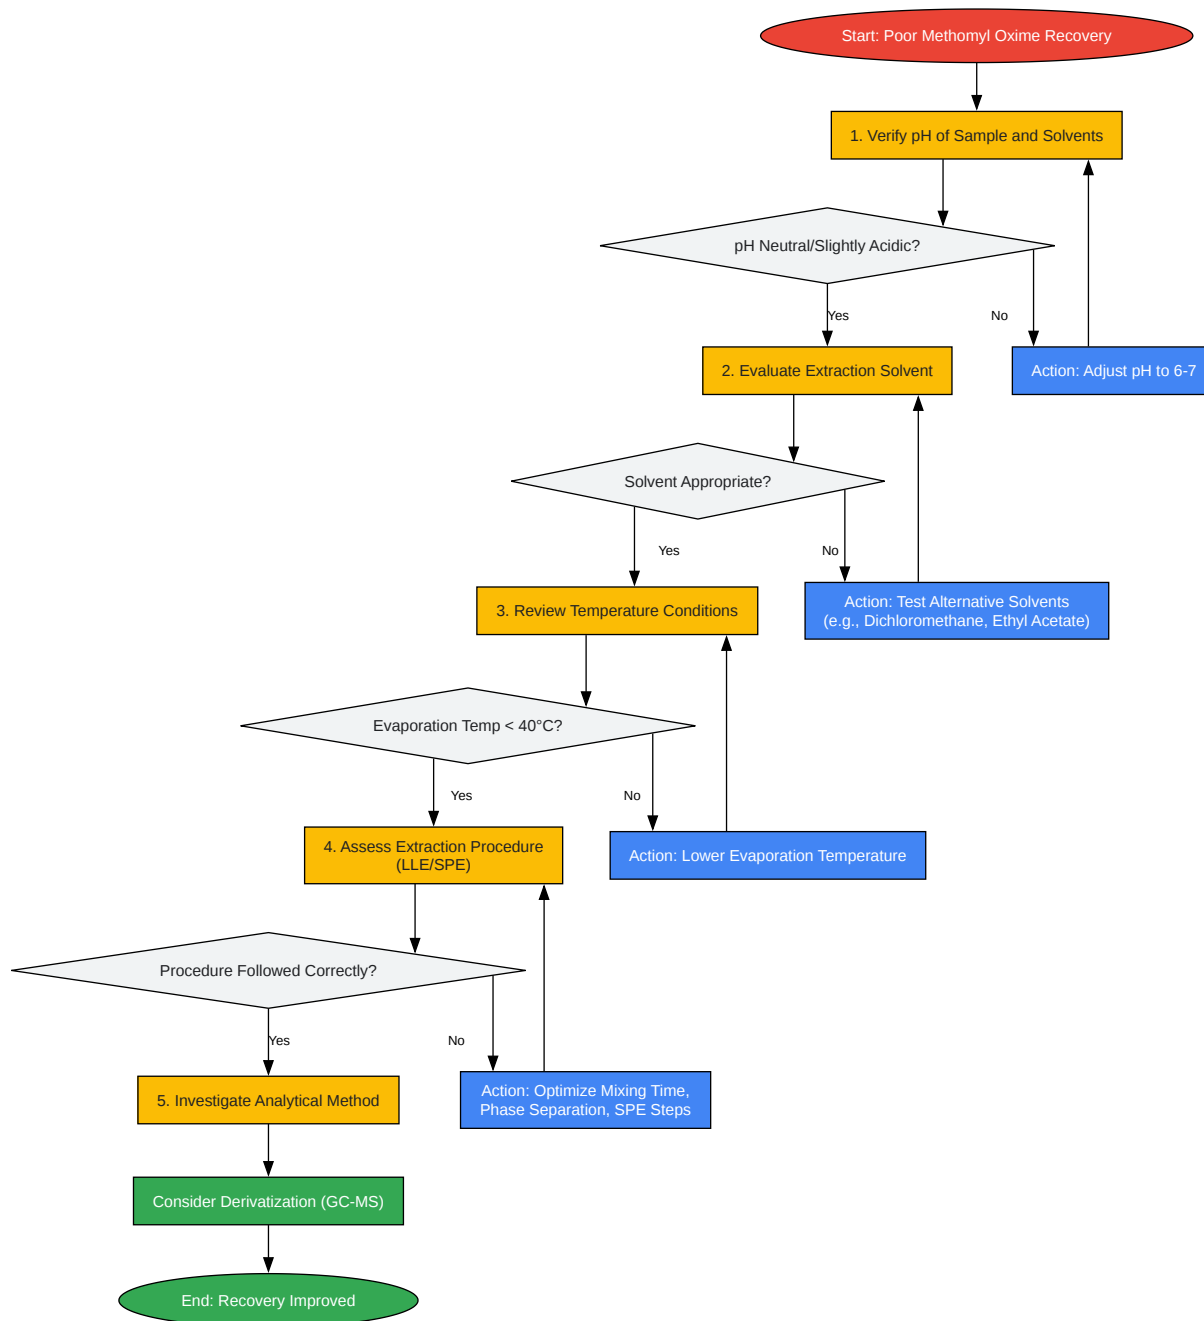 Start: Poor Methomyl Oxime Recovery
1. Verify pH of Sample and Solvents
pH Neutral/Slightly Acidic?
Yes
No
2. Evaluate Extraction Solvent
Action: Adjust pH to 6-7
Solvent Appropriate?
Yes
No
3. Review Temperature Conditions
Action: Test Alternative Solvents
(e.g., Dichloromethane, Ethyl Acetate)
Evaporation Temp < 40°C?
Yes
No
4. Assess Extraction Procedure
(LLE/SPE)
Action: Lower Evaporation Temperature
Procedure Followed Correctly?
Yes
No
5. Investigate Analytical Method
Action: Optimize Mixing Time,
Phase Separation, SPE Steps
Consider Derivatization (GC-MS)
End: Recovery Improved